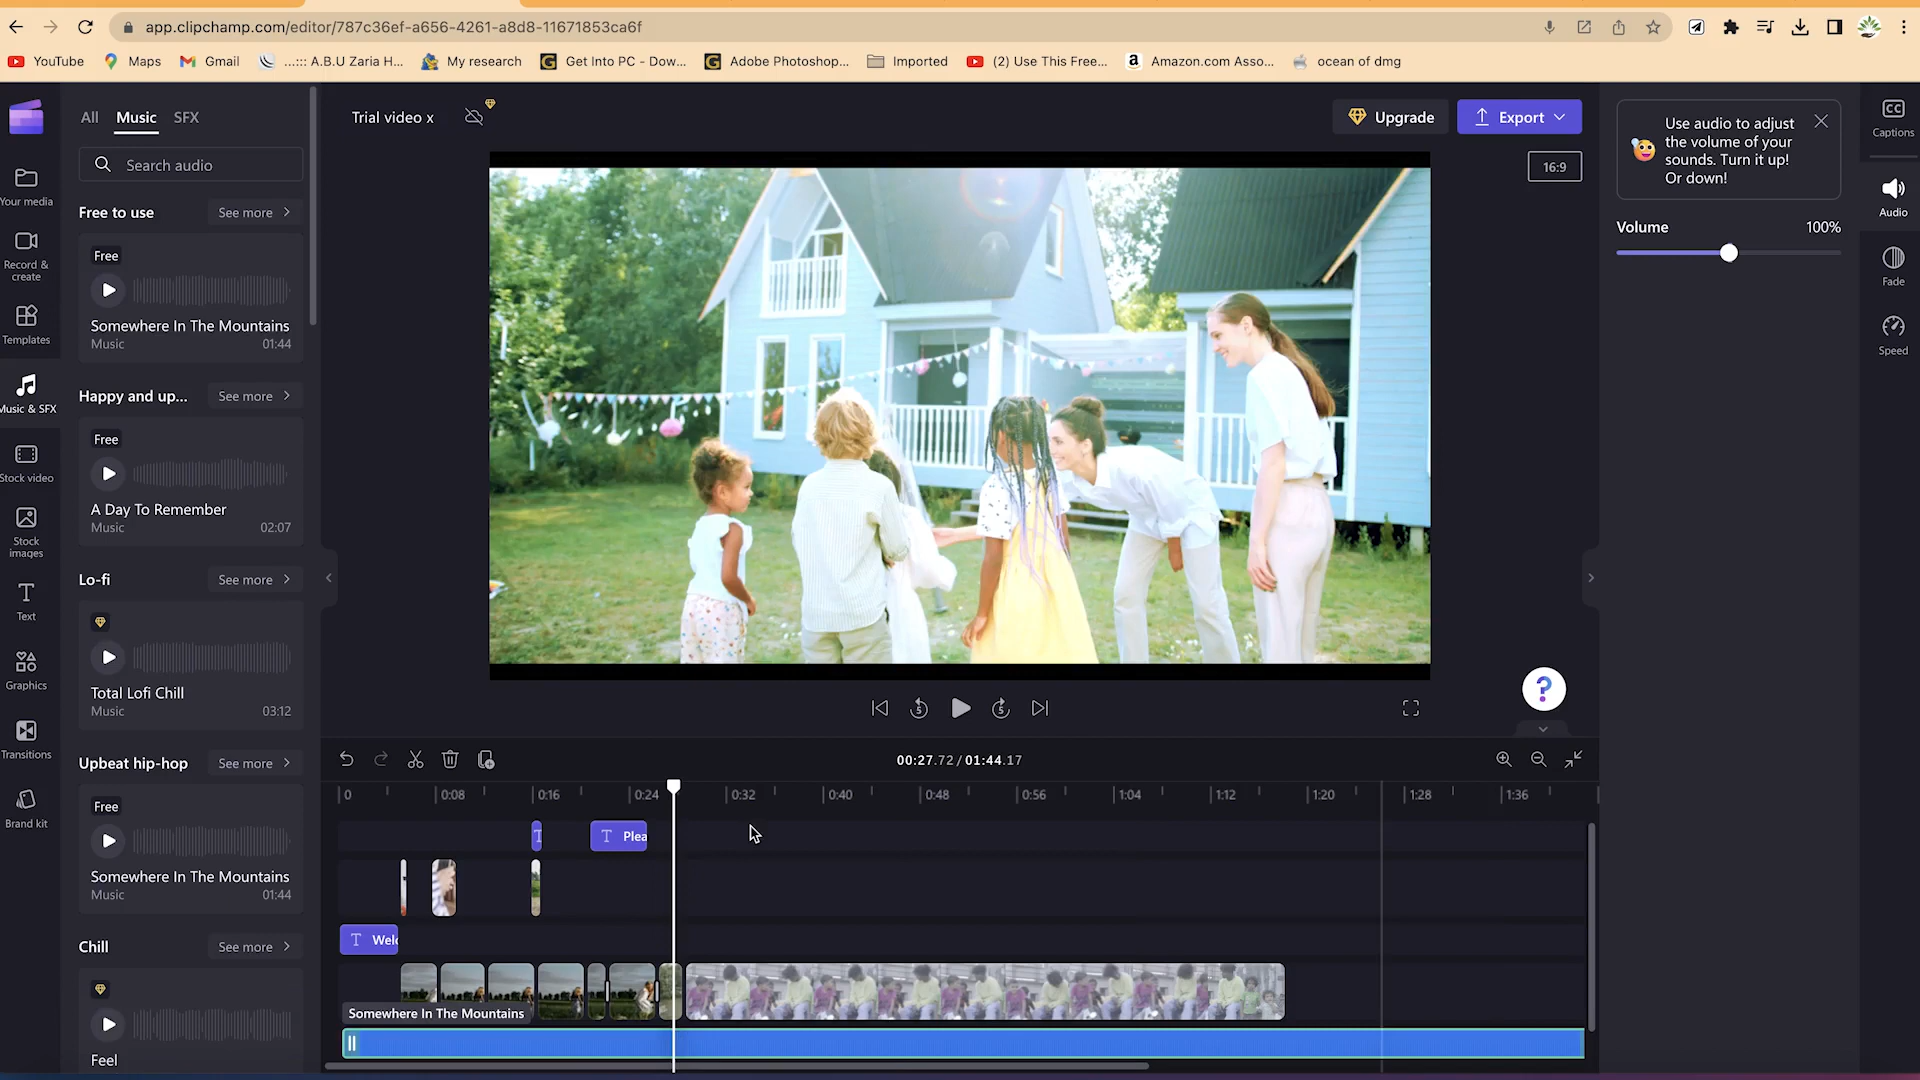 app.clipchamp.com/editor/787c36ef-a656-4261-a8d8-11671853ca6f
YouTube
Maps
Gmail
...::: A.B.U Zaria H...
My research
Get Into PC - Dow...
Adobe Photoshop...
Imported
(2) Use This Free...
Amazon.com Asso...
ocean of dmg
All
Music
SFX
Search audio
Trial video x
Upgrade
Export
16:9
Use audio to adjust
the volume of your
sounds. Turn it up!
Or down!
Volume
100%
Captions
Audio
Fade
Speed
Your media
Record &
create
Templates
Music & SFX
Stock video
Stock
images
Text
Graphics
Transitions
Brand kit
Free to use
See more
Free
Somewhere In The Mountains
Music
01:44
Happy and up...
See more
Free
A Day To Remember
Music
02:07
Lo-fi
See more
Total Lofi Chill
Music
03:12
Upbeat hip-hop
See more
Free
Somewhere In The Mountains
Music
01:44
Chill
See more
Feel
00:27.72 / 01:44.17
0
0:08
0:16
0:24
0:32
0:40
0:48
0:56
1:04
1:12
1:20
1:28
1:36
T
T Plea
T Welc
Somewhere In The Mountains